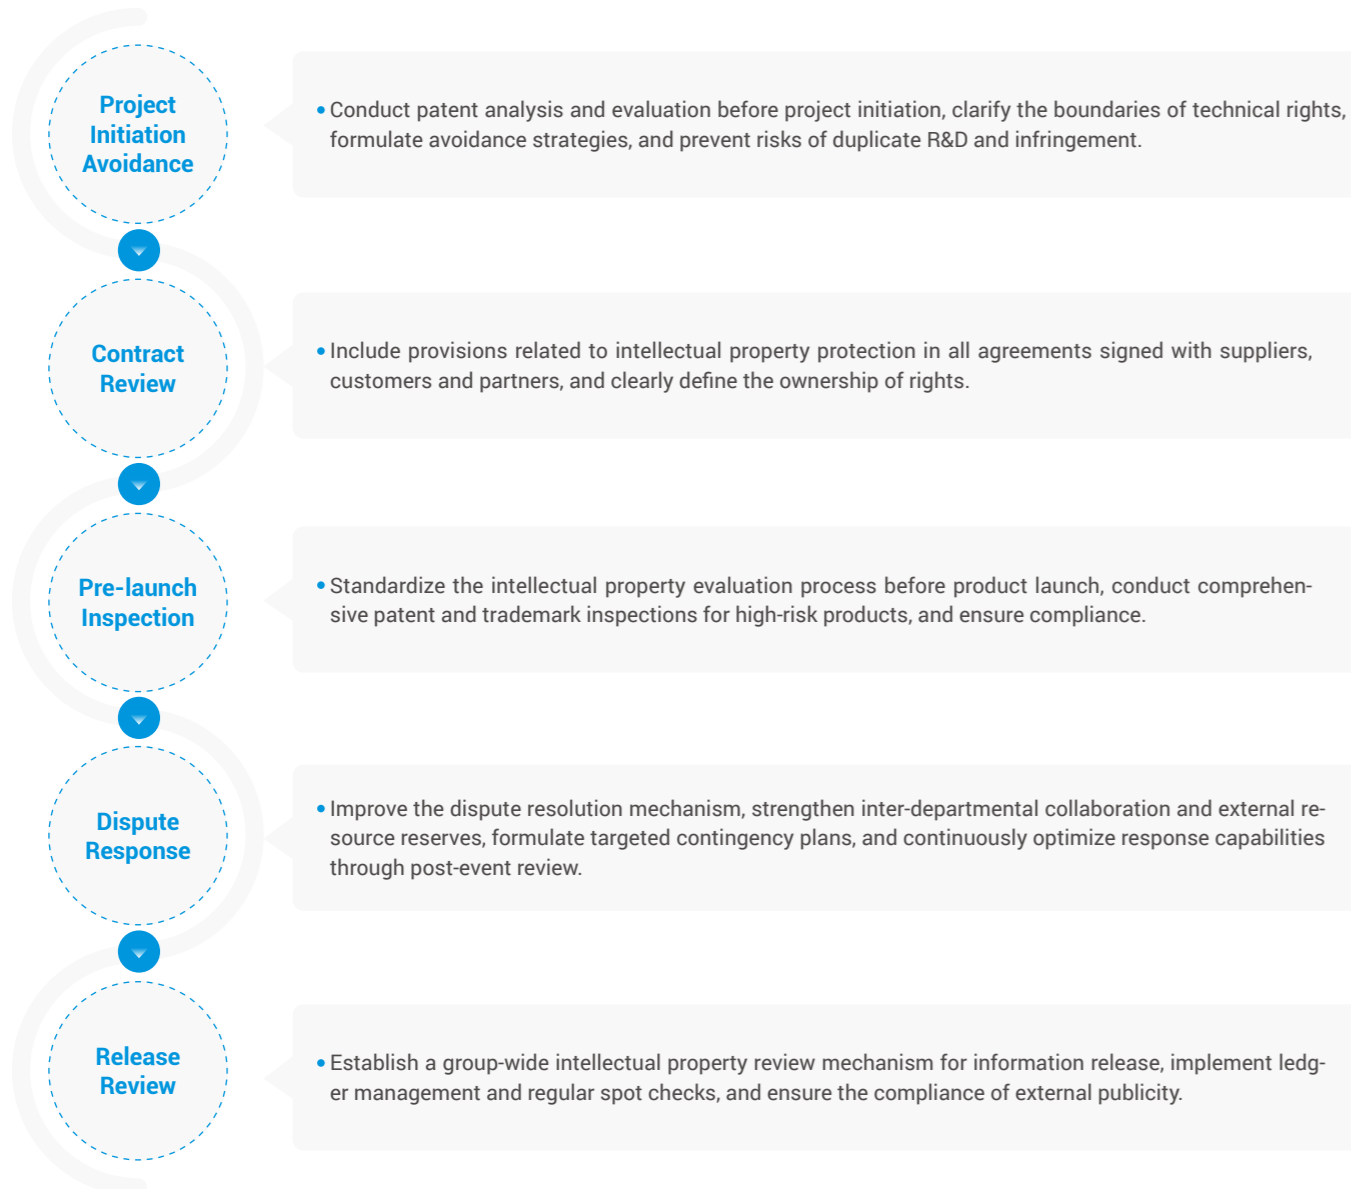 Project
Initiation
Avoidance
• Conduct patent analysis and evaluation before project initiation, clarify the boundaries of technical rights,
formulate avoidance strategies, and prevent risks of duplicate R&D and infringement.
Contract
Review
• Include provisions related to intellectual property protection in all agreements signed with suppliers,
customers and partners, and clearly define the ownership of rights.
Pre-launch
Inspection
• Standardize the intellectual property evaluation process before product launch, conduct comprehen-
sive patent and trademark inspections for high-risk products, and ensure compliance.
Dispute
Response
• Improve the dispute resolution mechanism, strengthen inter-departmental collaboration and external re-
source reserves, formulate targeted contingency plans, and continuously optimize response capabilities
through post-event review.
Release
Review
• Establish a group-wide intellectual property review mechanism for information release, implement ledg-
er management and regular spot checks, and ensure the compliance of external publicity.